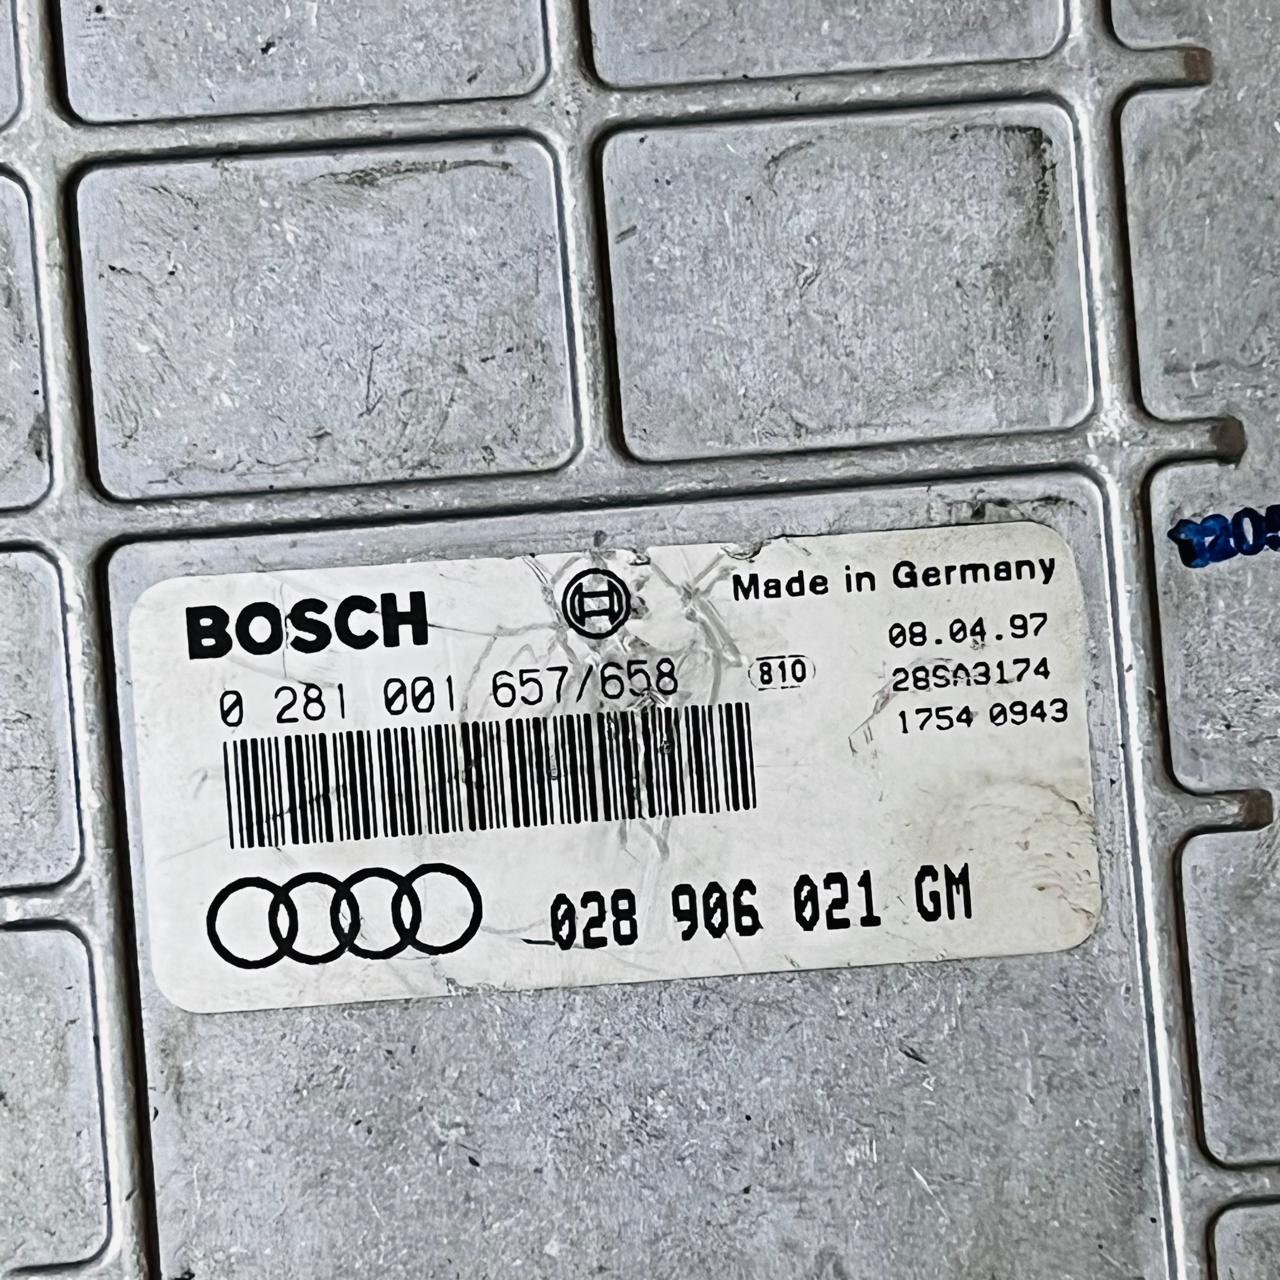 BOSCH
Made in Germany
08.04.97
0 281 001 657/658
810
28SA3174
1754 0943
028 906 021 GM